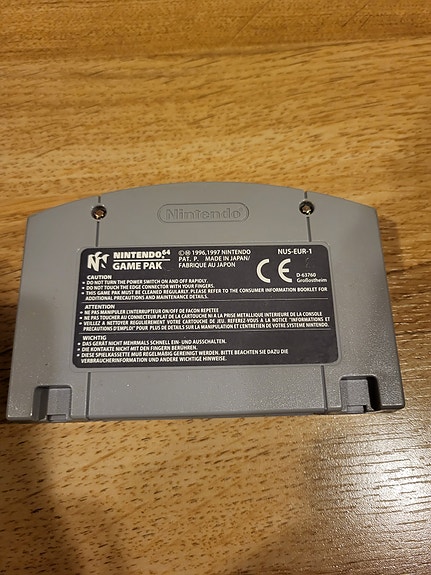 Nintendo
NINTENDO 64
GAME PAK
©Ⓜ 1996,1997 NINTENDO
PAT. P. MADE IN JAPAN/
FABRIQUE AU JAPON
NUS-EUR-1
CE
D-63760
Großostheim
CAUTION
• DO NOT TURN THE POWER SWITCH ON AND OFF RAPIDLY.
• DO NOT TOUCH THE EDGE CONNECTOR WITH YOUR FINGERS.
• THIS GAME PAK MUST BE CLEANED REGULARLY. PLEASE REFER TO THE CONSUMER INFORMATION BOOKLET FOR
ADDITIONAL PRECAUTIONS AND MAINTENANCE DETAILS.
ATTENTION
• NE PAS MANIPULER L'INTERRUPTEUR ON/OFF DE FACON REPETEE
• NE PAS TOUCHER AU CONNECTEUR PLAT DE LA CARTOUCHE NI A LA PRISE METALLIQUE INTERIEURE DE LA CONSOLE
• VEILLEZ A NETTOYER REGULIEREMENT VOTRE CARTOUCHE DE JEU. REFEREZ-VOUS A LA NOTICE "INFORMATIONS ET
PRECAUTIONS D'EMPLOI" POUR PLUS DE DETAILS SUR LA MANIPULATION ET L'ENTRETIEN DE VOTRE SYSTEME NINTENDO.
WICHTIG
• DAS GERÄT NICHT MEHRMALS SCHNELL EIN- UND AUSSCHALTEN.
• DIE KONTAKTE NICHT MIT DEN FINGERN BERÜHREN.
• DIESE SPIELKASSETTE MUß REGELMÄßIG GEREINIGT WERDEN. BITTE BEACHTEN SIE DAZU DIE
VERBRAUCHERINFORMATION UND ANDERE WICHTIGE HINWEISE.